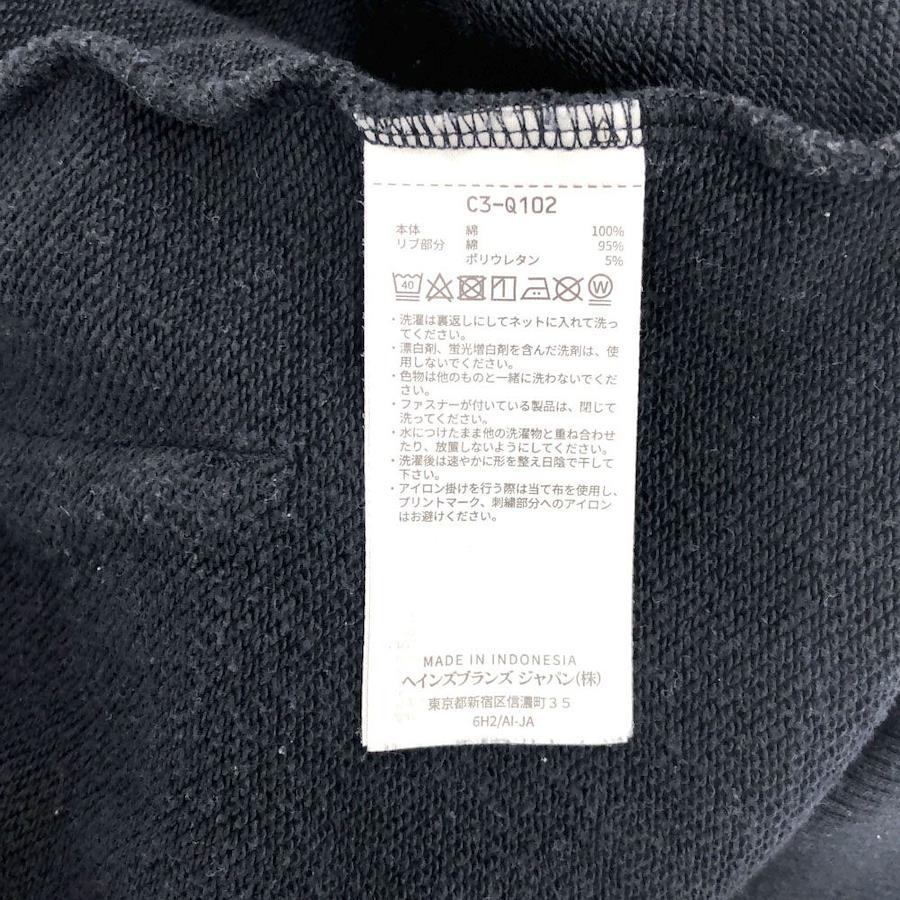 C3-Q102
本体 綿 100%
リブ部分 綿 95%
ポリウレタン 5%
40 W
・洗濯は裏返しにしてネットに入れて洗っ
てください。
・漂白剤、蛍光増白剤を含んだ洗剤は、使
用しないでください。
・色物は他のものと一緒に洗わないでくだ
さい。
・ファスナーが付いている製品は、閉じて
洗ってください。
・水につけたまま他の洗濯物と重ね合わせ
たり、放置しないようにしてください。
・洗濯後は速やかに形を整え日陰で干して
下さい。
・アイロン掛けを行う際は当て布を使用し、
プリントマーク、刺繍部分へのアイロン
はお避けください。
MADE IN INDONESIA
ヘインズブランズ ジャパン(株)
東京都新宿区信濃町３５
6H2/AI-JA